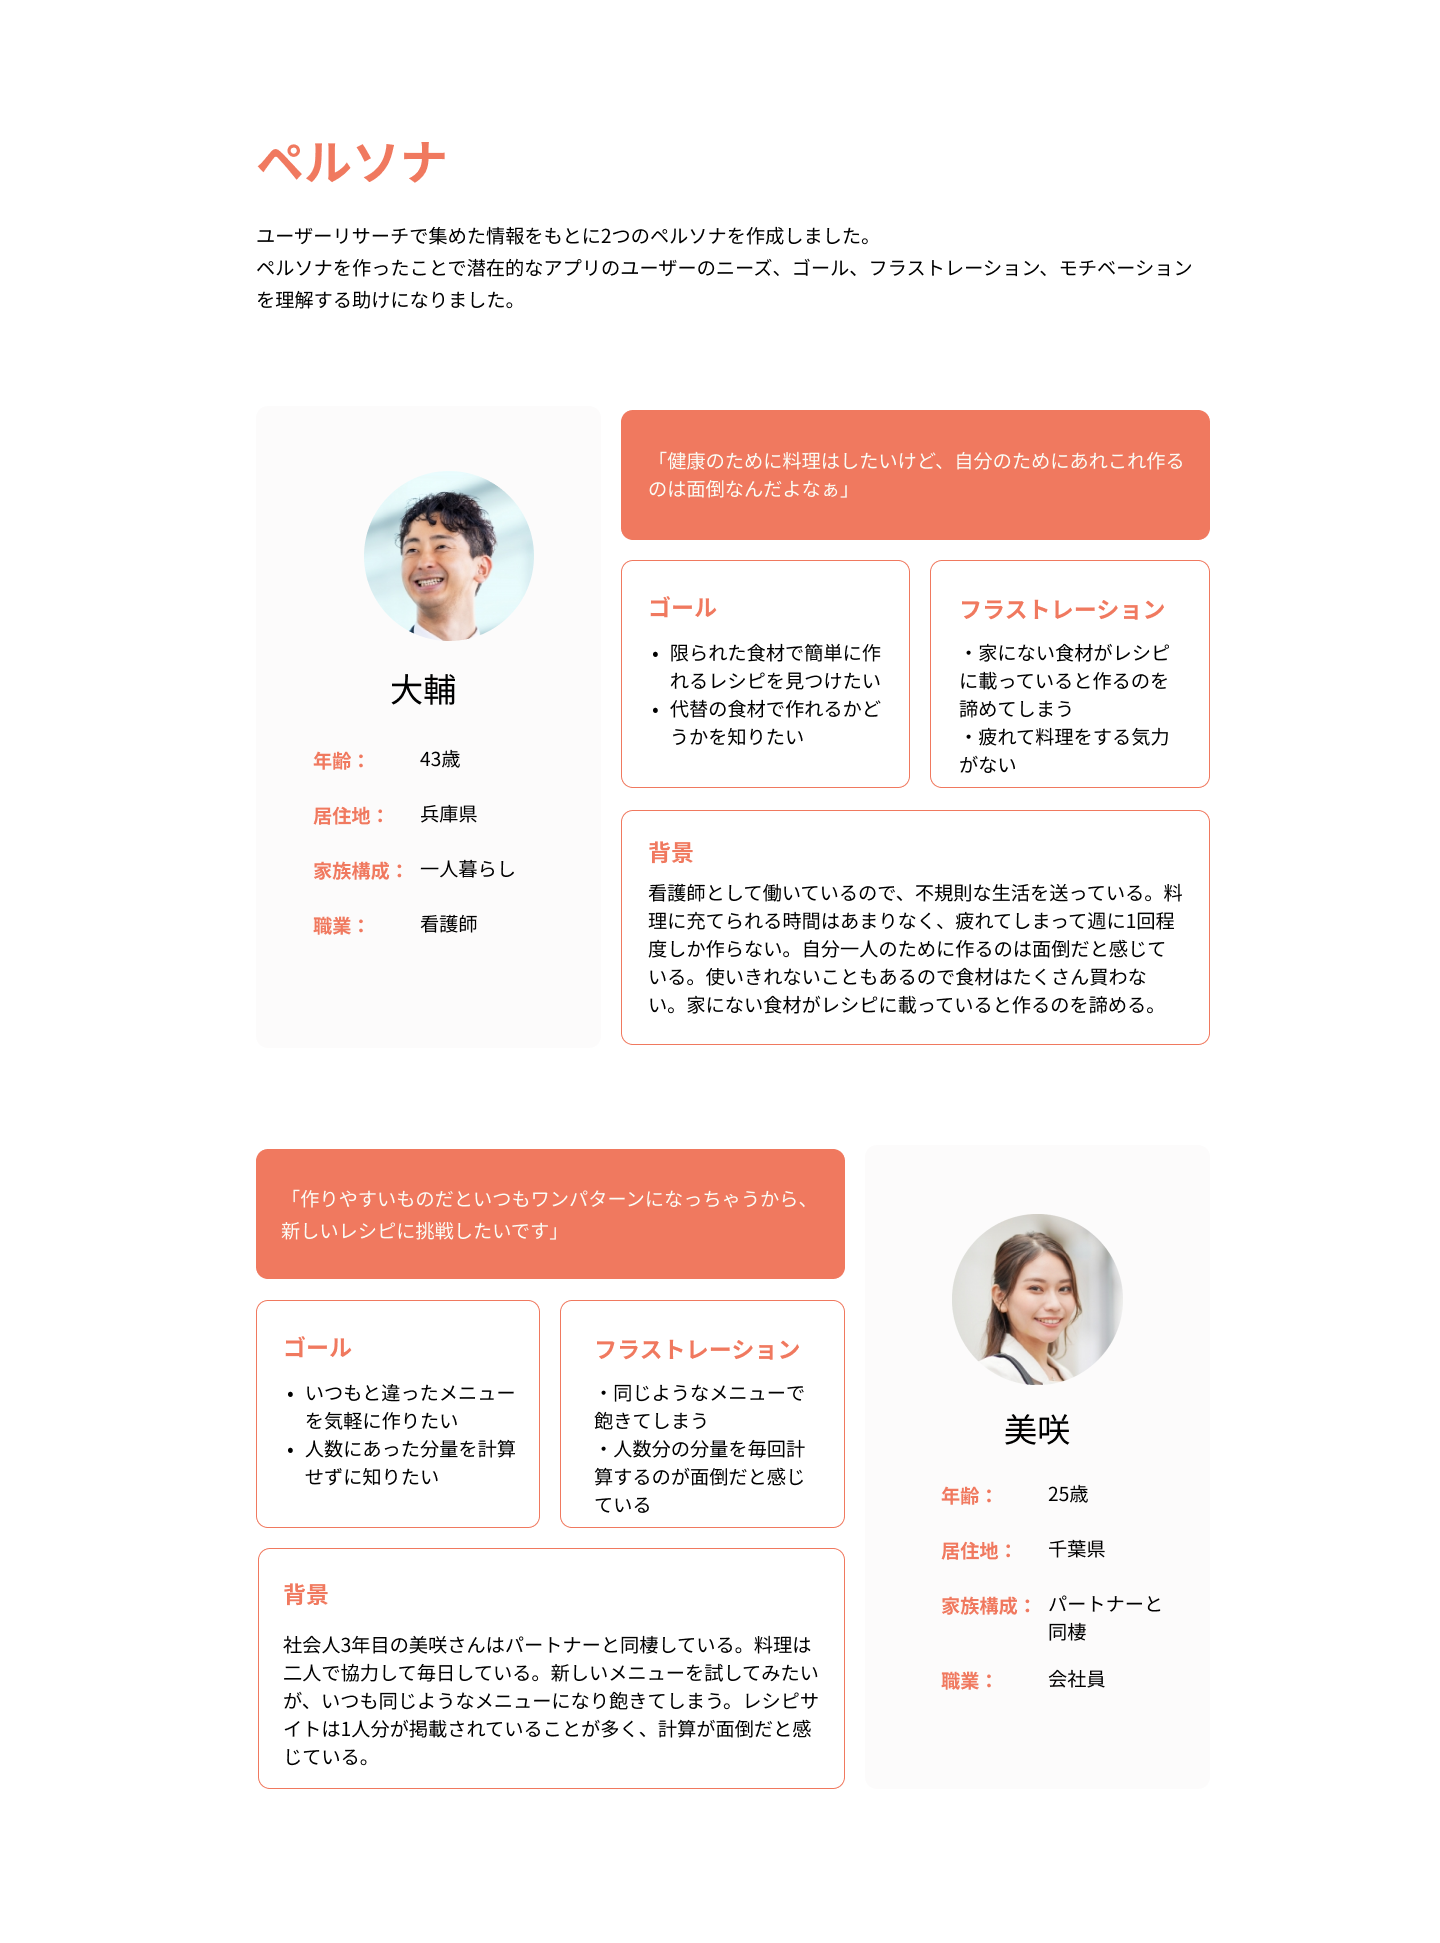 ペルソナ
ユーザーリサーチで集めた情報をもとに2つのペルソナを作成しました。
ペルソナを作ったことで潜在的なアプリのユーザーのニーズ、ゴール、フラストレーション、モチベーション
を理解する助けになりました。
大輔
年齢： 43歳
居住地： 兵庫県
家族構成： 一人暮らし
職業： 看護師
「健康のために料理はしたいけど、自分のためにあれこれ作る
のは面倒なんだよなぁ」
ゴール
• 限られた食材で簡単に作
れるレシピを見つけたい
• 代替の食材で作れるかど
うかを知りたい
フラストレーション
・家にない食材がレシピ
に載っていると作るのを
諦めてしまう
・疲れて料理をする気力
がない
背景
看護師として働いているので、不規則な生活を送っている。料
理に充てられる時間はあまりなく、疲れてしまって週に1回程
度しか作らない。自分一人のために作るのは面倒だと感じて
いる。使いきれないこともあるので食材はたくさん買わな
い。家にない食材がレシピに載っていると作るのを諦める。
「作りやすいものだといつもワンパターンになっちゃうから、
新しいレシピに挑戦したいです」
ゴール
• いつもと違ったメニュー
を気軽に作りたい
• 人数にあった分量を計算
せずに知りたい
フラストレーション
・同じようなメニューで
飽きてしまう
・人数分の分量を毎回計
算するのが面倒だと感じ
ている
背景
社会人3年目の美咲さんはパートナーと同棲している。料理は
二人で協力して毎日している。新しいメニューを試してみたい
が、いつも同じようなメニューになり飽きてしまう。レシピサ
イトは1人分が掲載されていることが多く、計算が面倒だと感
じている。
美咲
年齢： 25歳
居住地： 千葉県
家族構成： パートナーと
同棲
職業： 会社員